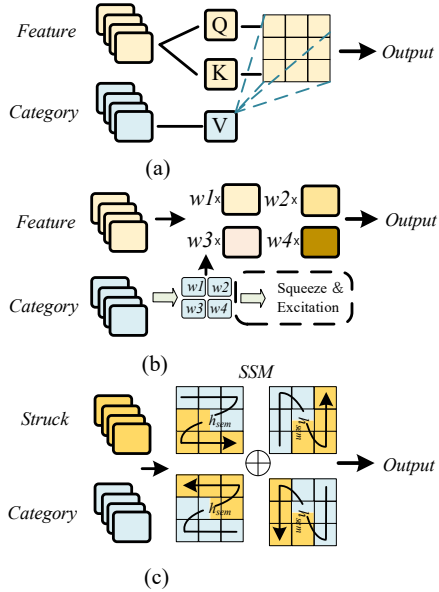 Feature
Q
K
Output
Category
V
(a)
Feature
w1× w2×
w3× w4×
Output
Category
w1 w2
w3 w4
Squeeze &
Excitation
(b)
SSM
Struck
h_sem
h_sem
Output
Category
h_sem
h_sem
(c)